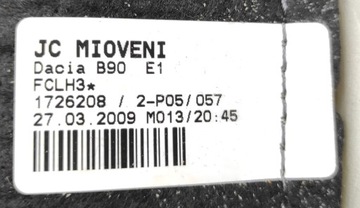 JC MIOVENI
Dacia B90 E1
FCLH3*
1726208 / 2-P05/057
27.03.2009 M013/20:45